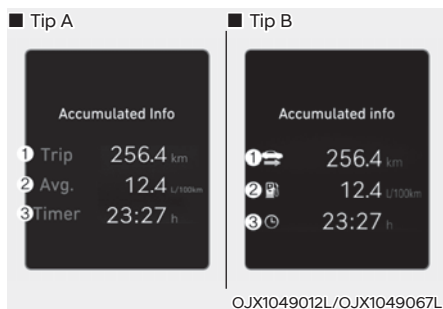 ■ Tip A
Accumulated Info
① Trip 256.4 km
② Avg. 12.4 L/100km
③ Timer 23:27 h
■ Tip B
Accumulated info
① 256.4 km
② 12.4 L/100km
③ 23:27 h
OJX1049012L/OJX1049067L